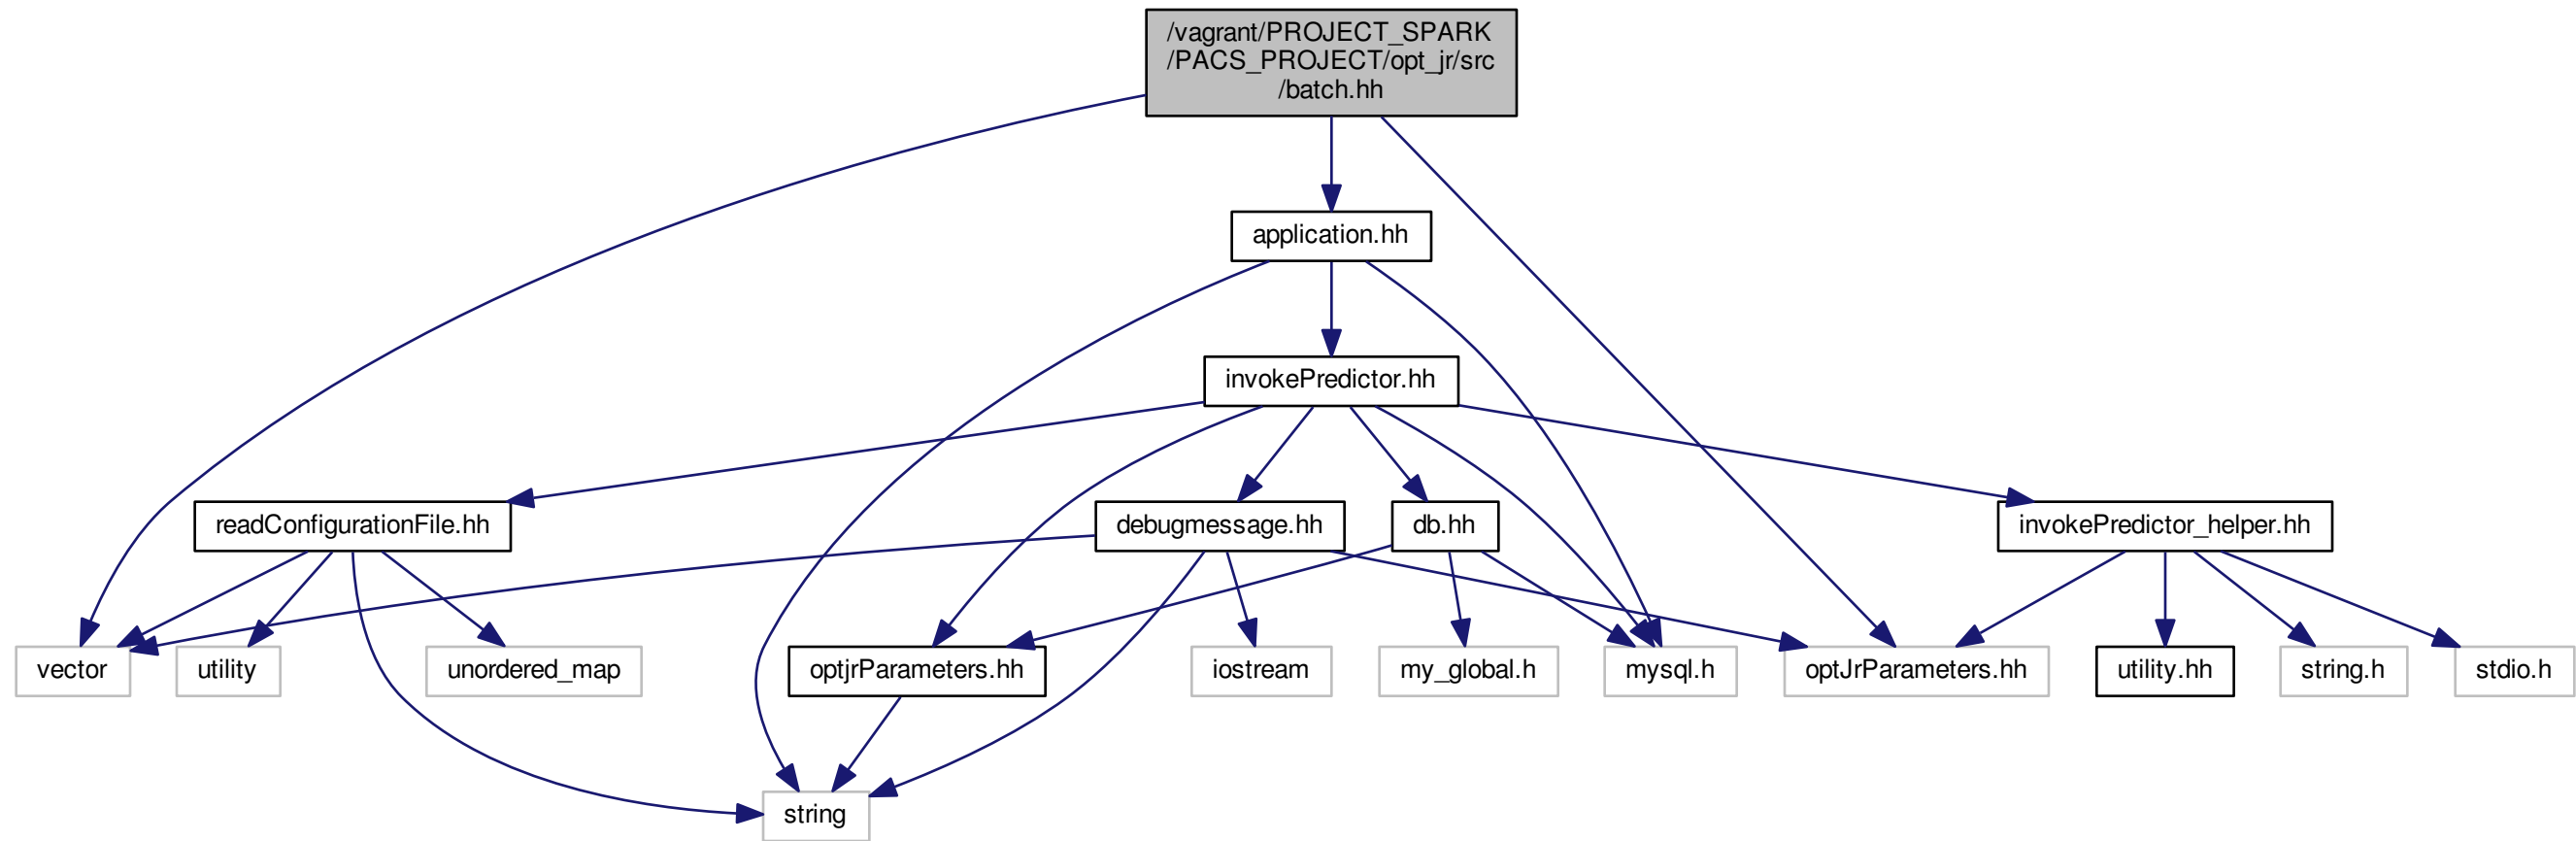 /vagrant/PROJECT_SPARK
/PACS_PROJECT/opt_jr/src
/batch.hh
application.hh
invokePredictor.hh
readConfigurationFile.hh
debugmessage.hh
db.hh
invokePredictor_helper.hh
vector
utility
unordered_map
optjrParameters.hh
iostream
my_global.h
mysql.h
optJrParameters.hh
utility.hh
string.h
stdio.h
string